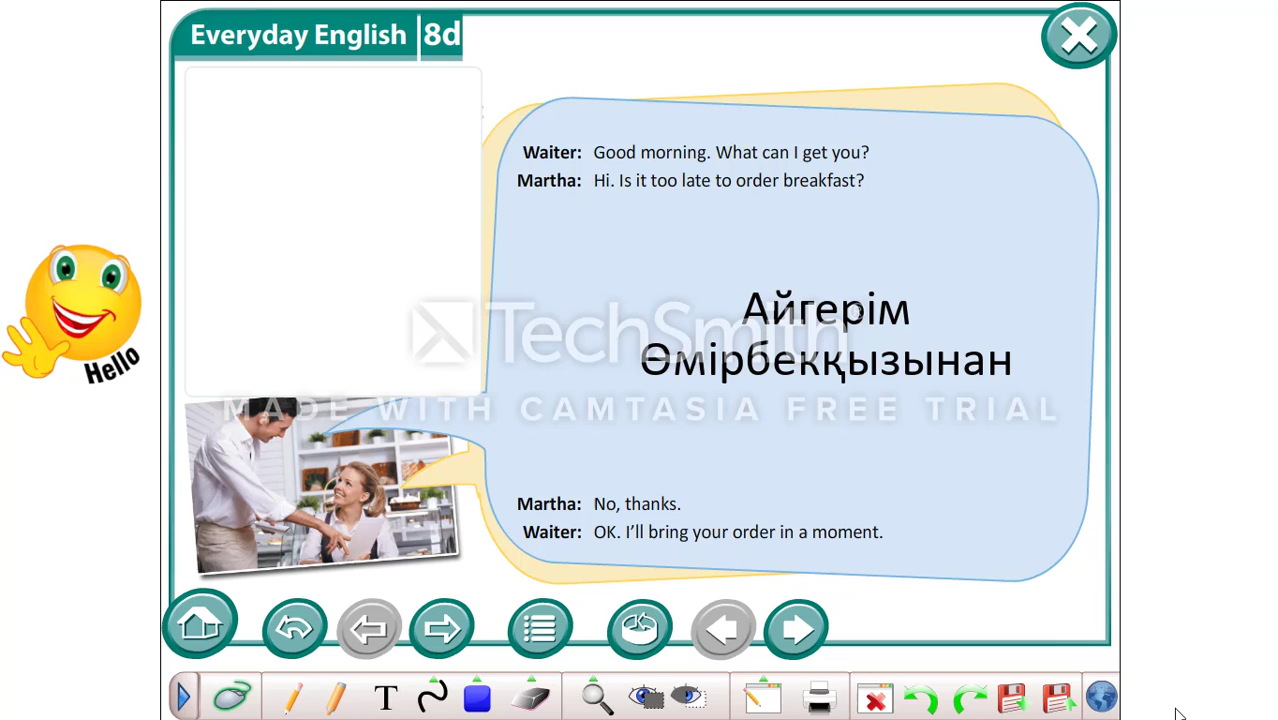 Everyday English 8d
Waiter: Good morning. What can I get you?
Martha: Hi. Is it too late to order breakfast?
Айгерім
Өмірбекқызынан
TechSmith
MADE WITH CAMTASIA FREE TRIAL
Hello
Martha: No, thanks.
Waiter: OK. I’ll bring your order in a moment.
T